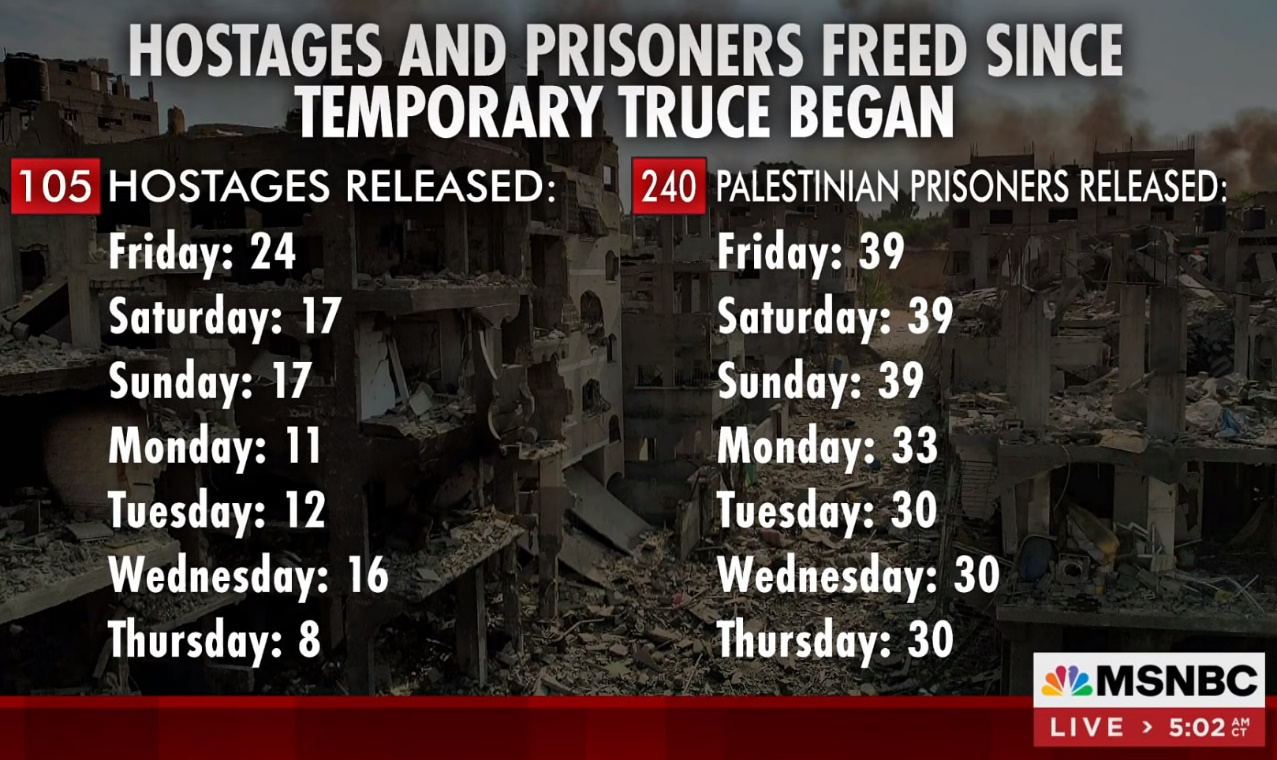 HOSTAGES AND PRISONERS FREED SINCE
TEMPORARY TRUCE BEGAN
105 HOSTAGES RELEASED:
Friday: 24
Saturday: 17
Sunday: 17
Monday: 11
Tuesday: 12
Wednesday: 16
Thursday: 8
240 PALESTINIAN PRISONERS RELEASED:
Friday: 39
Saturday: 39
Sunday: 39
Monday: 33
Tuesday: 30
Wednesday: 30
Thursday: 30
MSNBC
LIVE > 5:02 AM CT